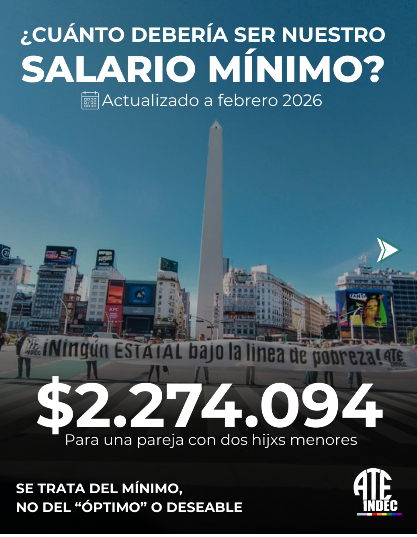 ¿CUÁNTO DEBERÍA SER NUESTRO
SALARIO MÍNIMO?
Actualizado a febrero 2026
¡Ningún ESTATAL bajo la línea de pobreza! ATE
$2.274.094
Para una pareja con dos hijxs menores
SE TRATA DEL MÍNIMO,
NO DEL “ÓPTIMO” O DESEABLE
ATE
INDEC